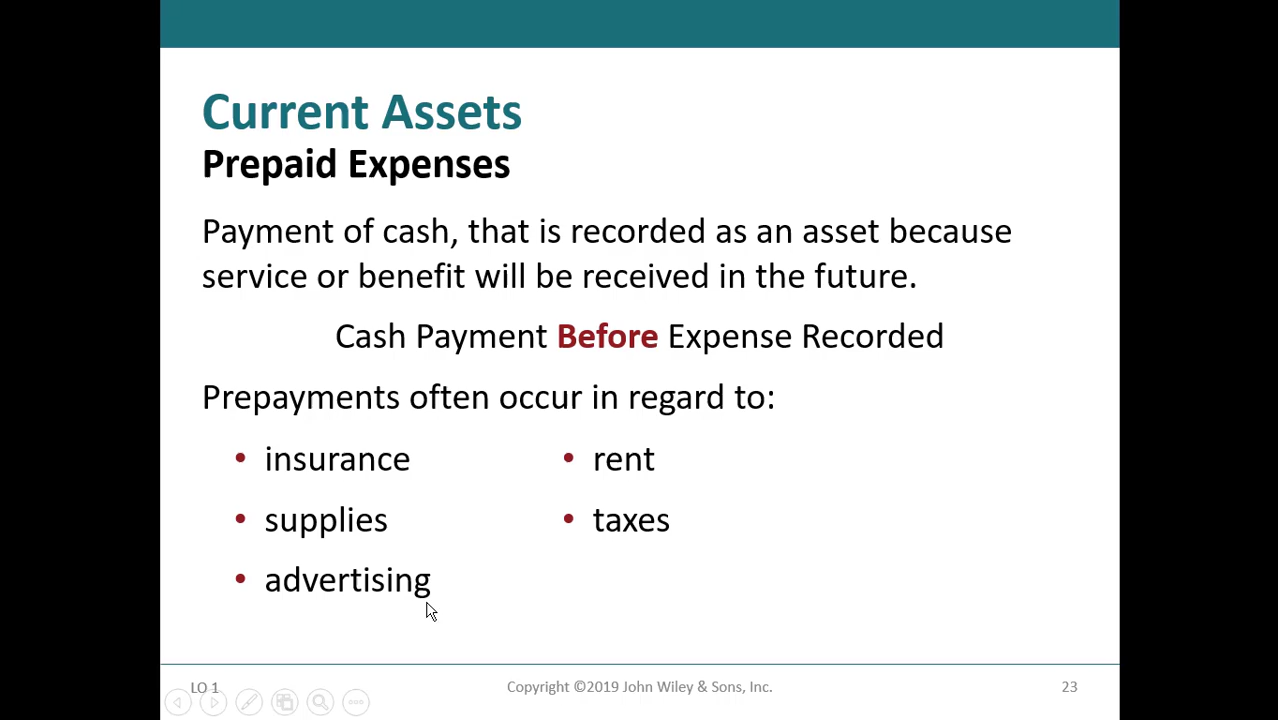 Current Assets
Prepaid Expenses
Payment of cash, that is recorded as an asset because
service or benefit will be received in the future.
Cash Payment Before Expense Recorded
Prepayments often occur in regard to:
• insurance
• supplies
• advertising
• rent
• taxes
LO 1
Copyright ©2019 John Wiley & Sons, Inc.
23